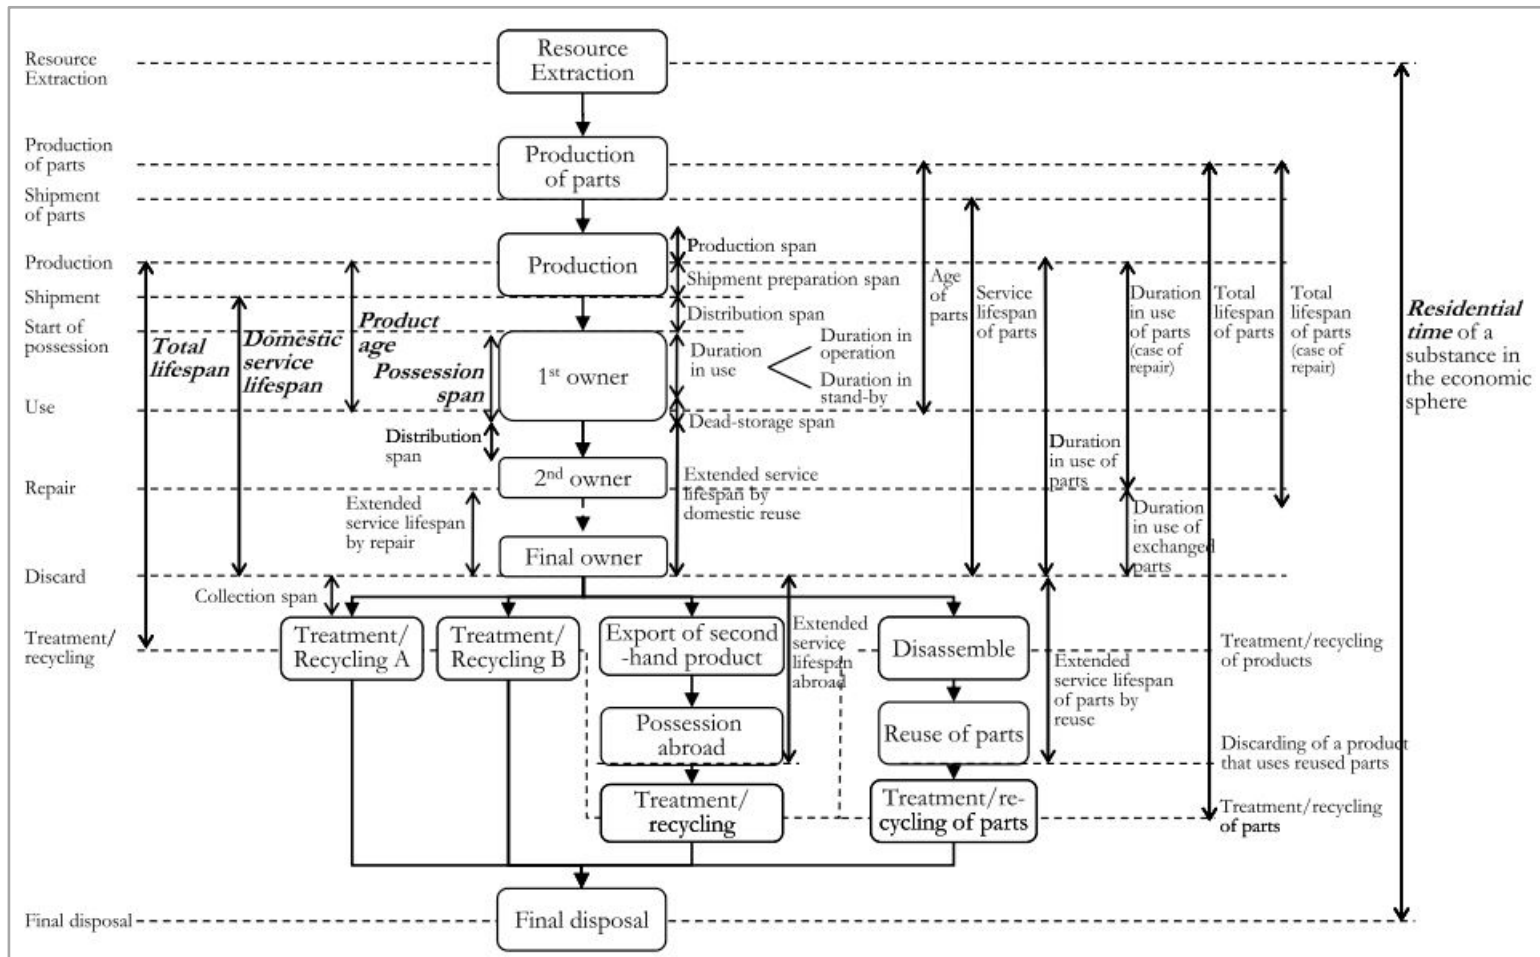 Resource
Extraction
Resource
Extraction
Production
of parts
Production
of parts
Shipment
of parts
Production
Production
Production span
Shipment preparation span
Shipment
Distribution span
Start of
possession
Total
lifespan
Domestic
service
lifespan
Product
age
Possession
span
1st owner
Duration
in use
Duration in
operation
Duration in
stand-by
Age
of
parts
Service
lifespan
of parts
Duration
in use
of parts
(case of
repair)
Total
lifespan
of parts
Total
lifespan
of parts
(case of
repair)
Residential
time of a
substance in
the economic
sphere
Use
Dead-storage span
Distribution
span
2nd owner
Repair
Extended
service lifespan
by repair
Extended service
lifespan by
domestic reuse
Duration
in use of
parts
Duration
in use of
exchanged
parts
Final owner
Discard
Collection span
Treatment/
recycling
Treatment/
Recycling A
Treatment/
Recycling B
Export of second
-hand product
Extended
service
lifespan
abroad
Disassemble
Extended
service lifespan
of parts by
reuse
Treatment/recycling
of products
Possession
abroad
Reuse of parts
Discarding of a product
that uses reused parts
Treatment/
recycling
Treatment/re-
cycling of parts
Treatment/recycling
of parts
Final disposal
Final disposal